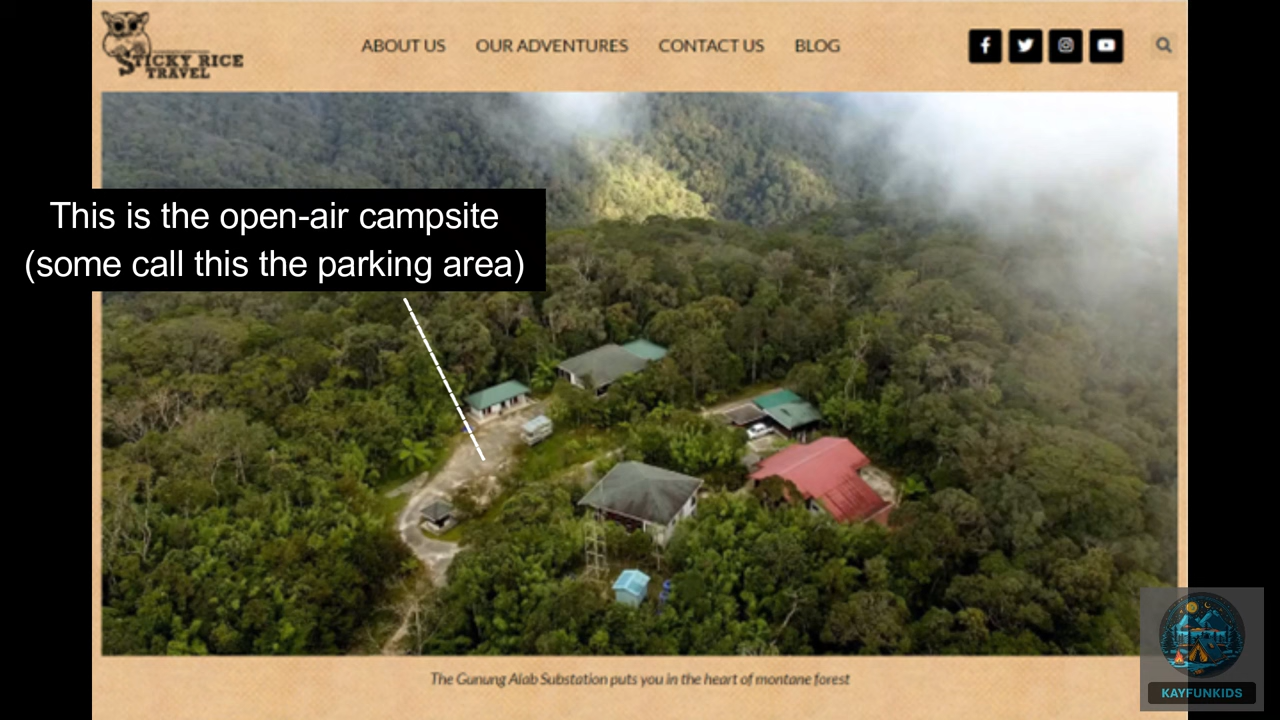 STICKY RICE
TRAVEL
ABOUT US
OUR ADVENTURES
CONTACT US
BLOG
This is the open-air campsite
(some call this the parking area)
The Gunung Alab Substation puts you in the heart of montane forest
KAYFUNKIDS